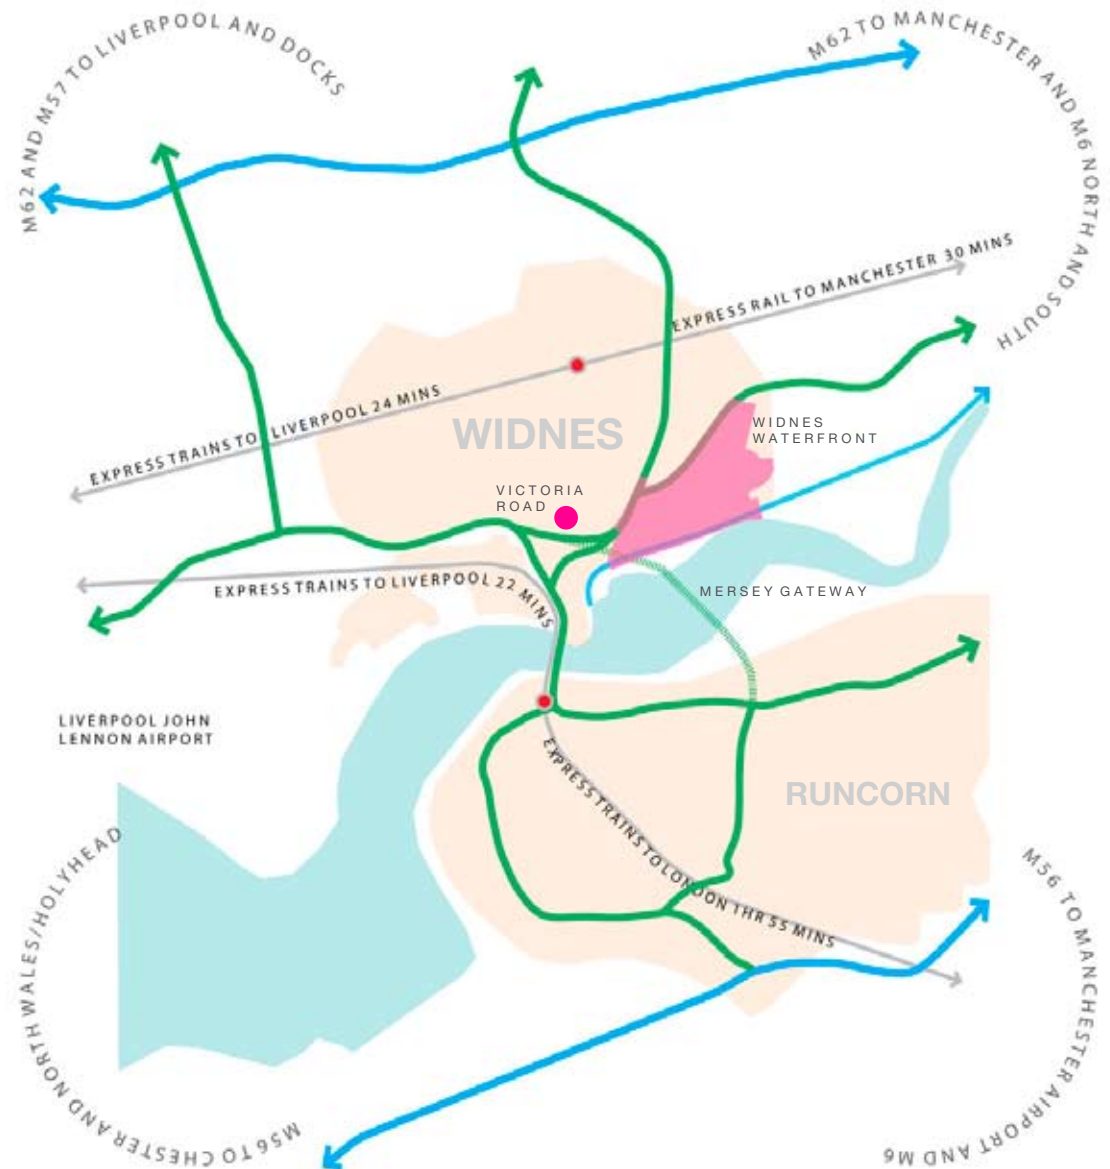 M62 AND M57 TO LIVERPOOL AND DOCKS
M62 TO MANCHESTER AND M6 NORTH AND SOUTH
EXPRESS RAIL TO MANCHESTER 30 MINS
EXPRESS TRAINS TO LIVERPOOL 24 MINS
WIDNES
WIDNES
WATERFRONT
VICTORIA
ROAD
EXPRESS TRAINS TO LIVERPOOL 22 MINS
MERSEY GATEWAY
LIVERPOOL JOHN
LENNON AIRPORT
EXPRESS TRAINS TO LONDON 1HR 55 MINS
RUNCORN
M56 TO CHESTER AND NORTH WALES/HOLYHEAD
M56 TO MANCHESTER AIRPORT AND M6